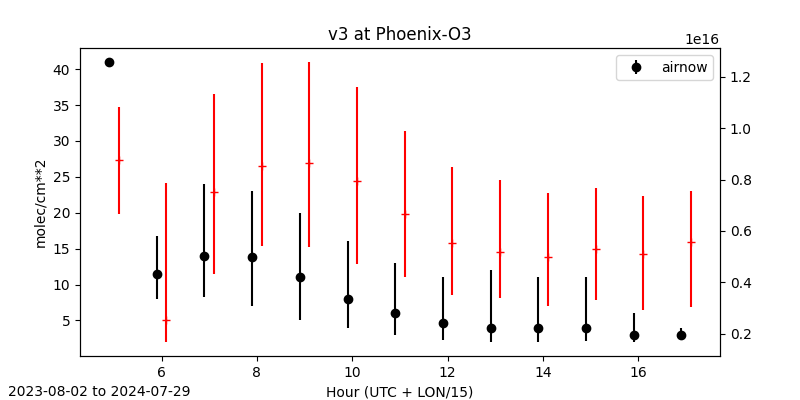 v3 at Phoenix-O3
1e16
airnow
molec/cm**2
40
35
30
25
20
15
10
5
1.2
1.0
0.8
0.6
0.4
0.2
6 8 10 12 14 16
Hour (UTC + LON/15)
2023-08-02 to 2024-07-29